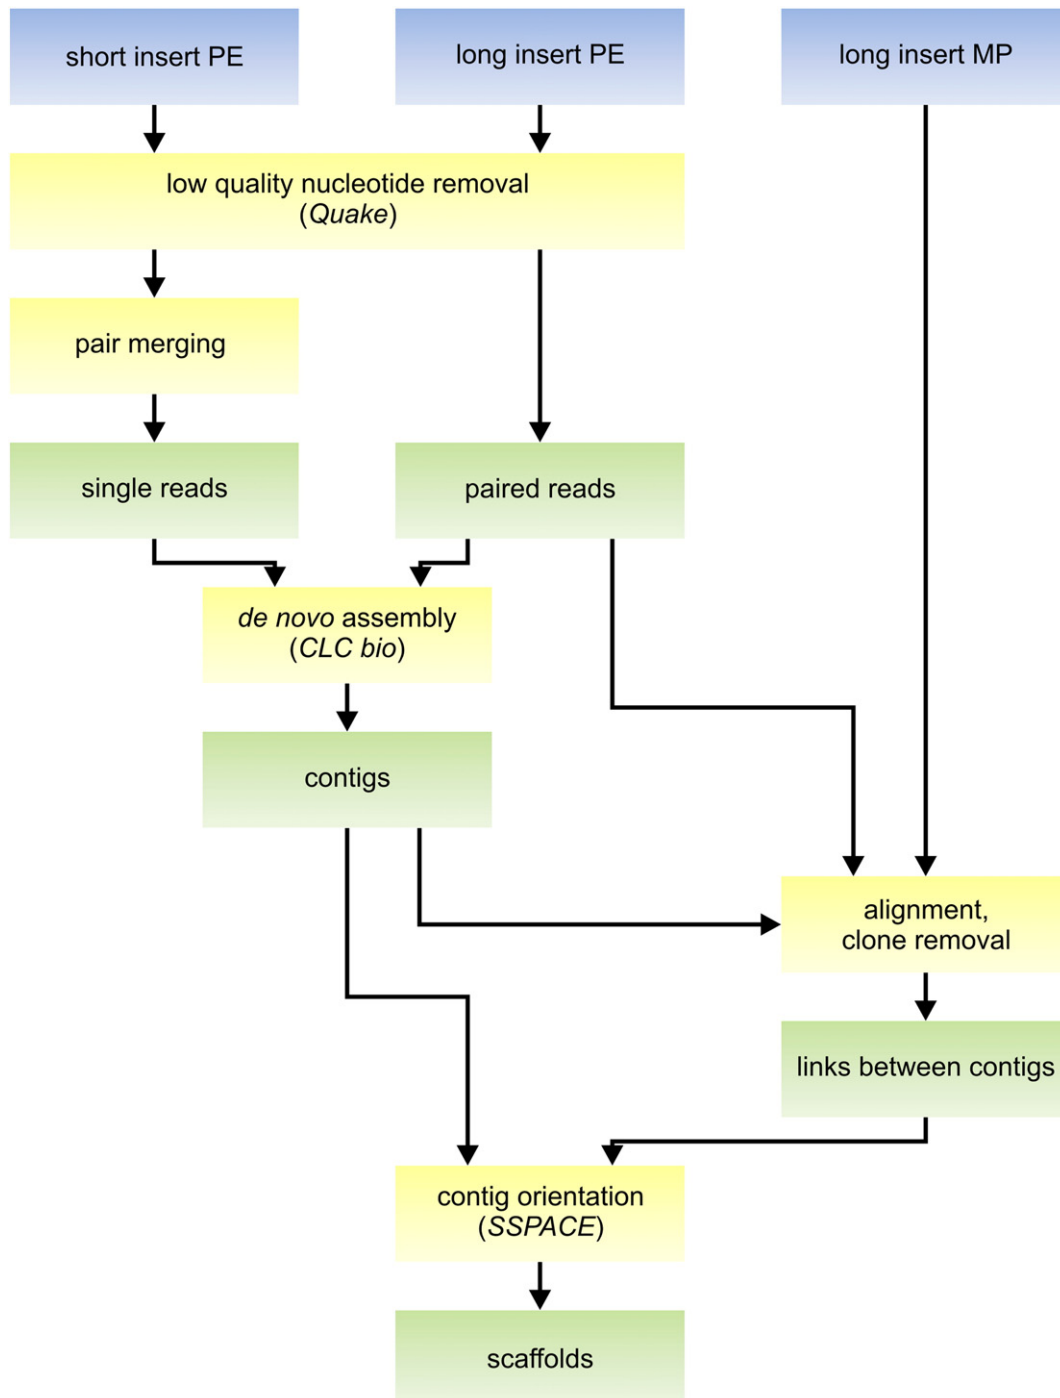 short insert PE
long insert PE
long insert MP
low quality nucleotide removal
(Quake)
pair merging
single reads
paired reads
de novo assembly
(CLC bio)
contigs
alignment,
clone removal
links between contigs
contig orientation
(SSPACE)
scaffolds